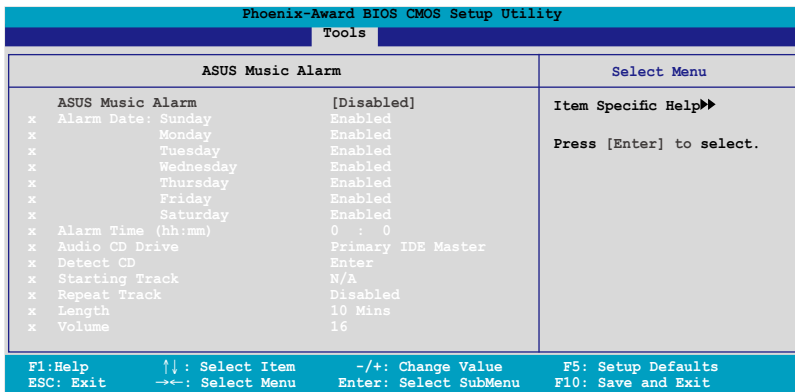 Phoenix-Award BIOS CMOS Setup Utility
Tools
ASUS Music Alarm
Select Menu
ASUS Music Alarm [Disabled]
x Alarm Date: Sunday Enabled
x Monday Enabled
x Tuesday Enabled
x Wednesday Enabled
x Thursday Enabled
x Friday Enabled
x Saturday Enabled
x Alarm Time (hh:mm) 0 : 0
x Audio CD Drive Primary IDE Master
x Detect CD Enter
x Starting Track N/A
x Repeat Track Disabled
x Length 10 Mins
x Volume 16
Item Specific Help
Press [Enter] to select.
F1:Help ↑↓ : Select Item -/+: Change Value F5: Setup Defaults
ESC: Exit →←: Select Menu Enter: Select SubMenu F10: Save and Exit